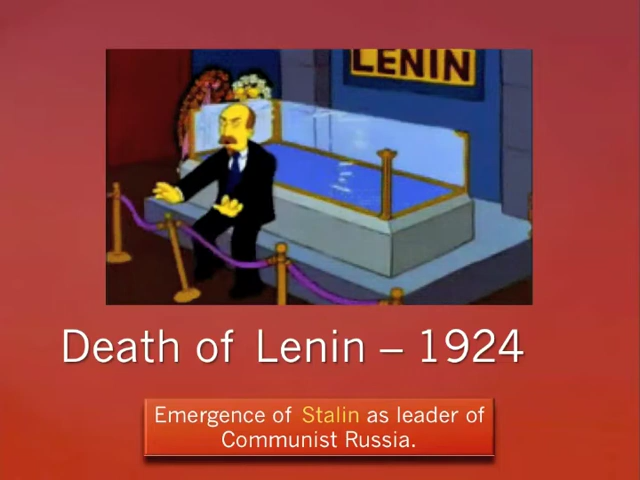 LENIN
Death of Lenin – 1924
Emergence of Stalin as leader of
Communist Russia.